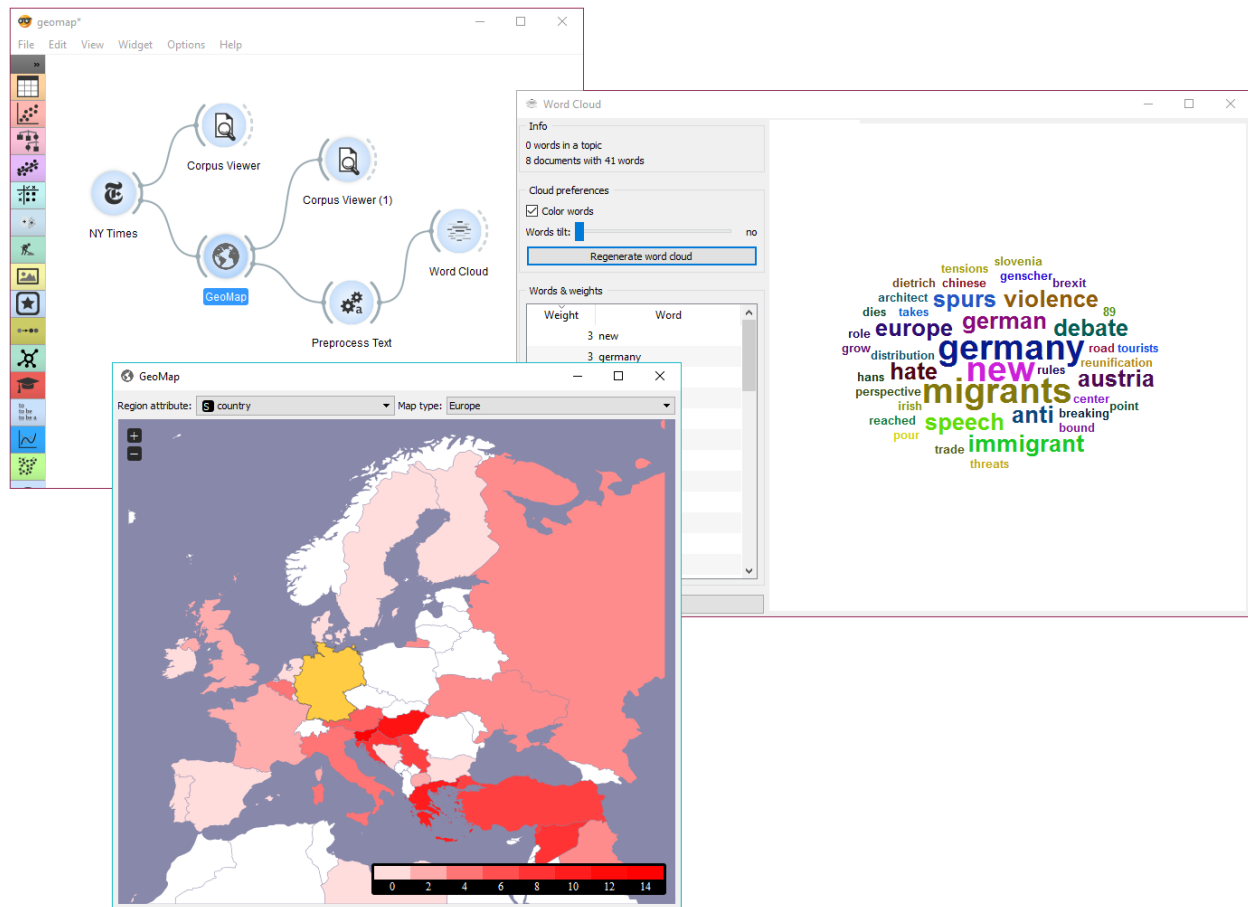 geomap*
File Edit View Widget Options Help
»
Corpus Viewer
Corpus Viewer (1)
NY Times
Word Cloud
GeoMap
Preprocess Text
Word Cloud
Info
0 words in a topic
8 documents with 41 words
Cloud preferences
Color words
Words tilt: no
Regenerate word cloud
Words & weights
Weight Word
3 new
3 germany
slovenia
tensions genscher
dietrich chinese brexit
architect spurs violence
dies takes 89
role europe german debate
grow distribution germany road tourists
hans hate new rules reunification
perspective migrants austria
irish center
reached speech anti breaking point
pour bound
trade immigrant
threats
GeoMap
Region attribute: S country Map type: Europe
+
−
0 2 4 6 8 10 12 14